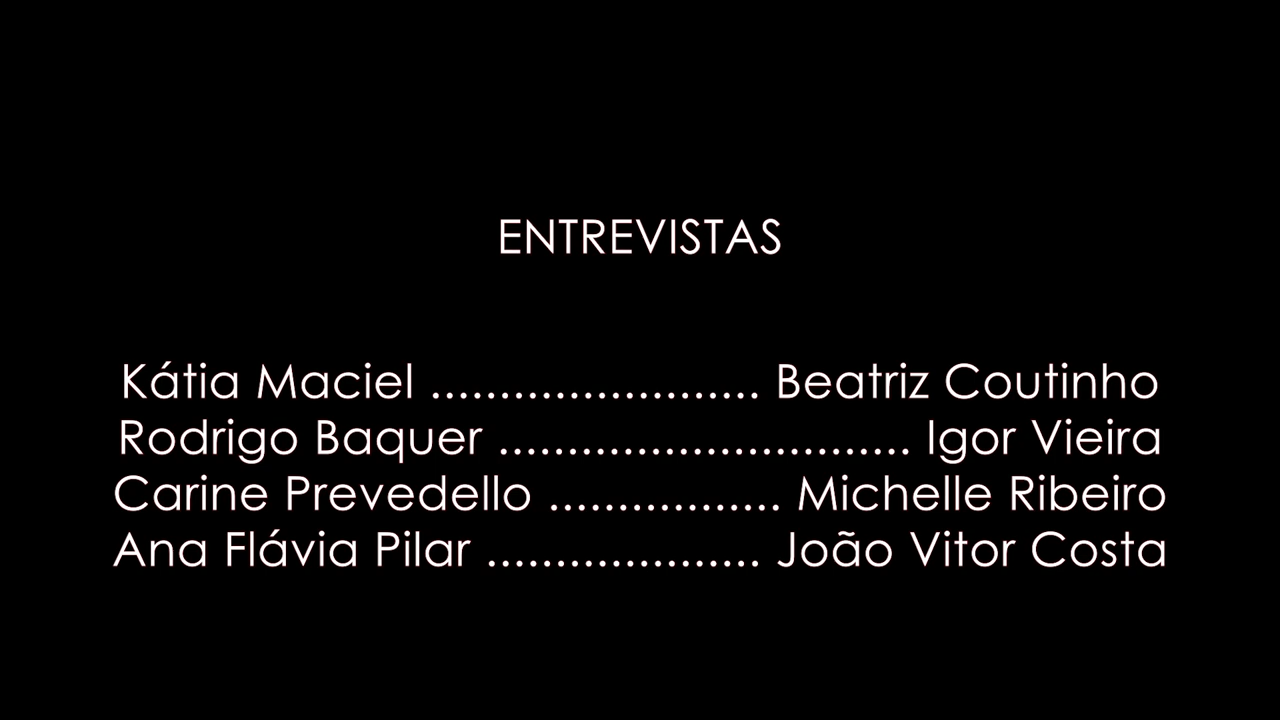 ENTREVISTAS
Kátia Maciel ........................ Beatriz Coutinho
Rodrigo Baquer .............................. Igor Vieira
Carine Prevedello ................. Michelle Ribeiro
Ana Flávia Pilar .................... João Vitor Costa